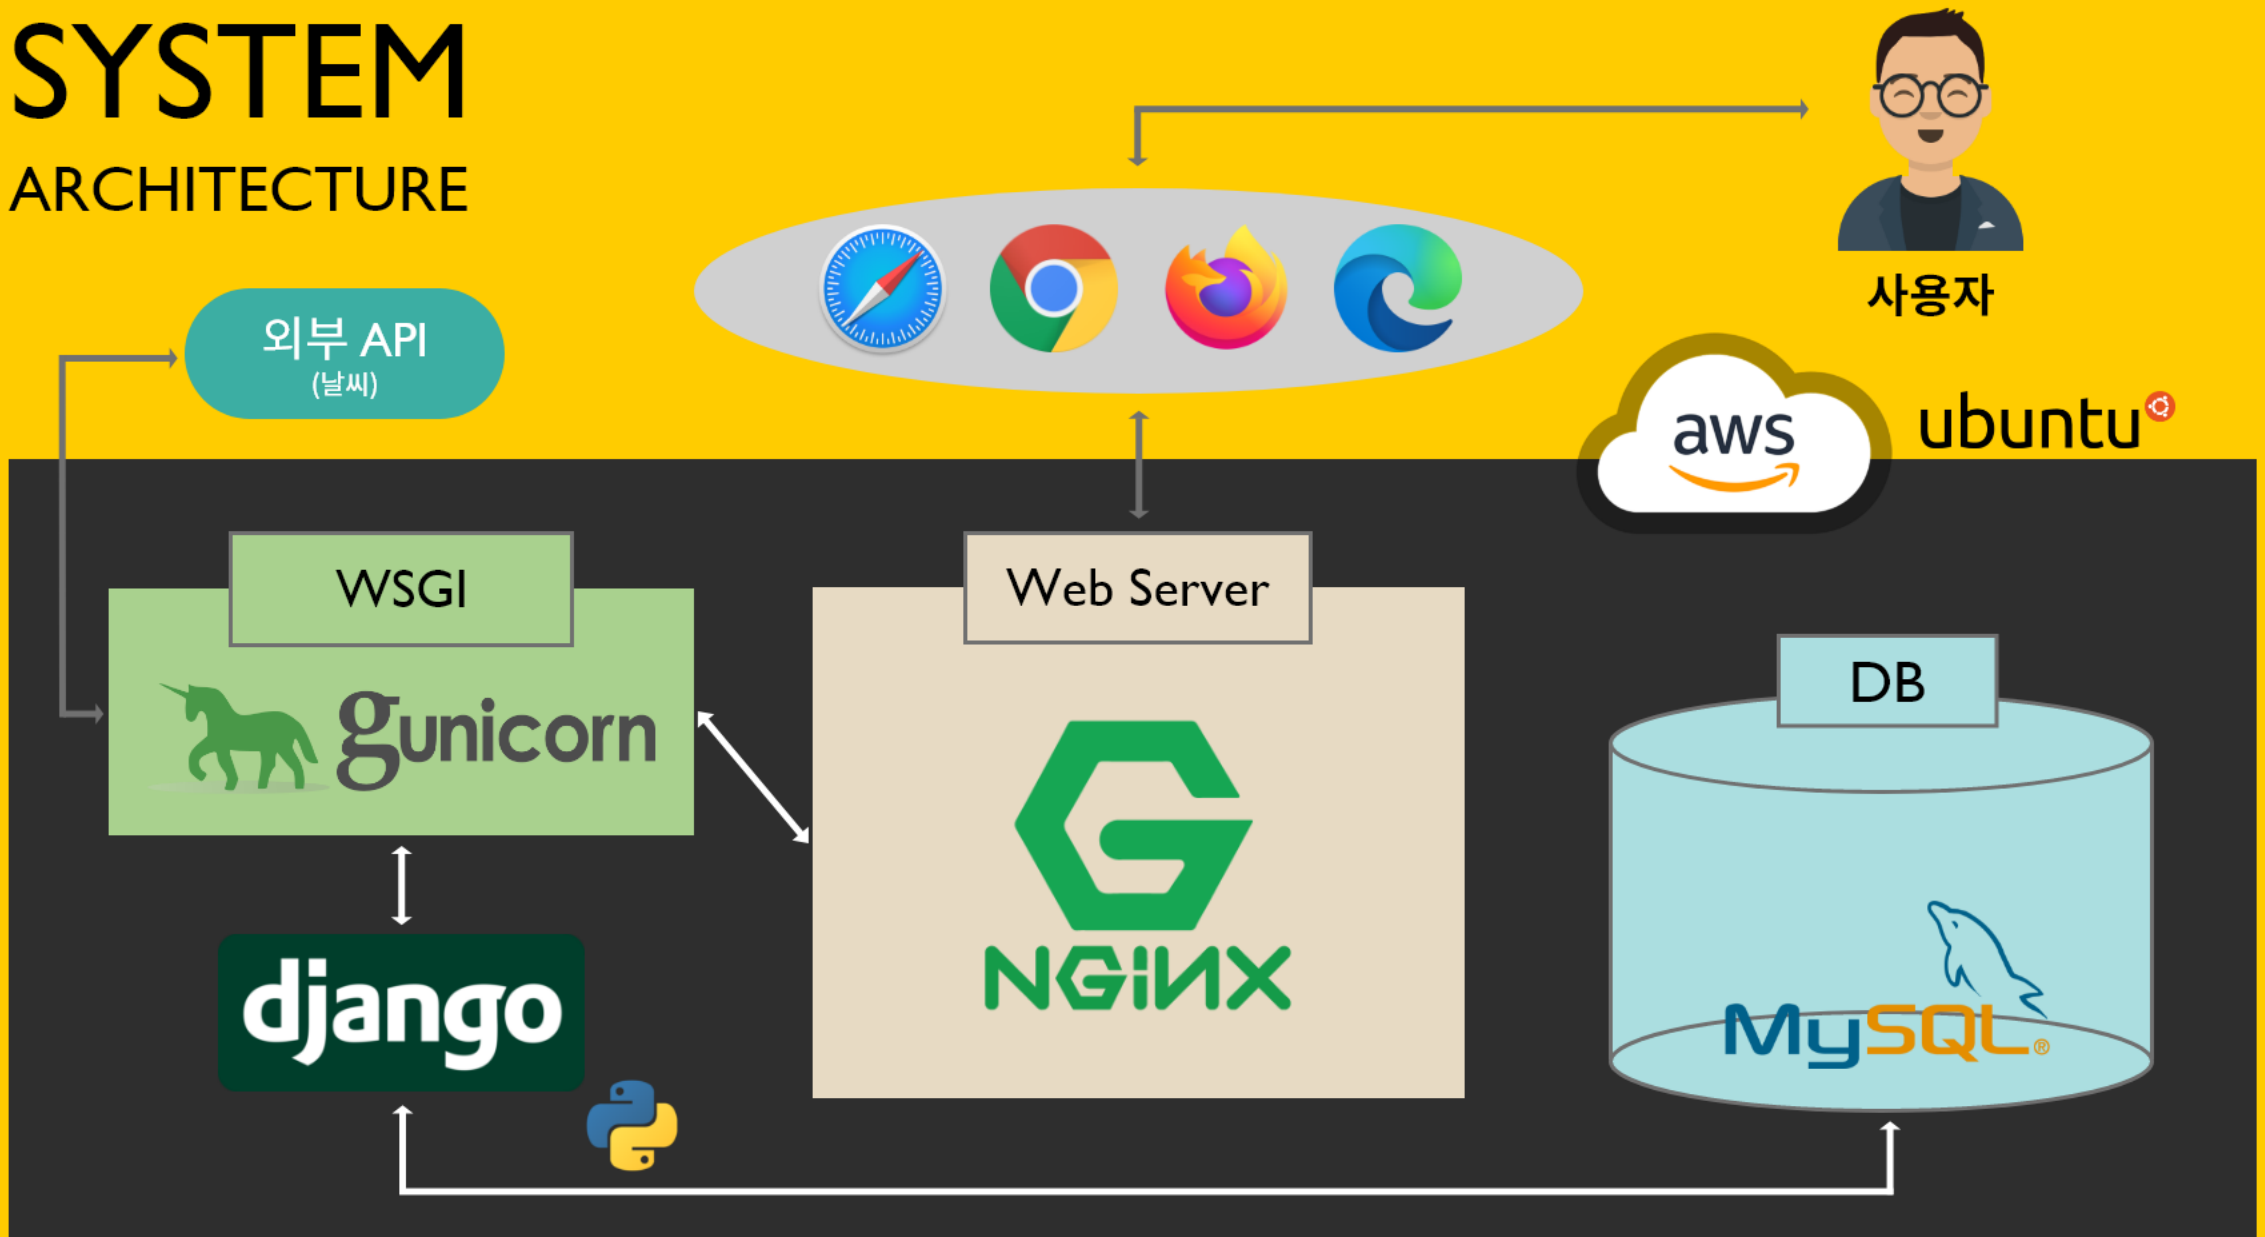 SYSTEM
ARCHITECTURE
사용자
외부 API
(날씨)
aws
ubuntu
WSGI
gunicorn
Web Server
NGiNX
DB
MySQL®
django